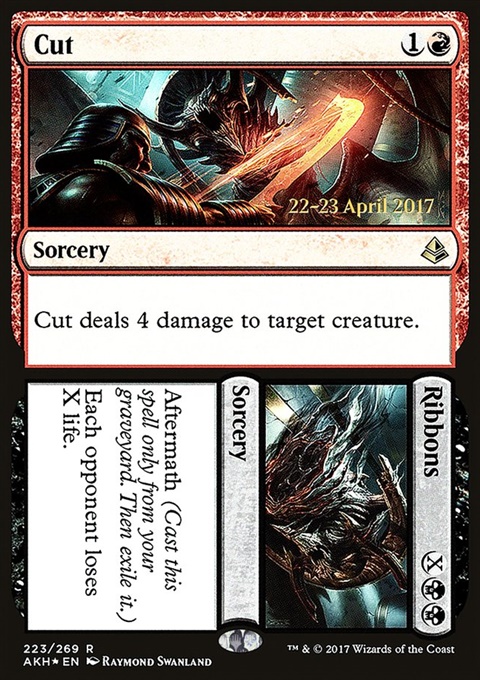 Cut 1
22–23 April 2017
Sorcery
Cut deals 4 damage to target creature.
Ribbons X
Sorcery
Aftermath (Cast this
spell only from your
graveyard. Then exile it.)
Each opponent loses
X life.
223/269 R
AKH★EN Raymond Swanland
™ & © 2017 Wizards of the Coast